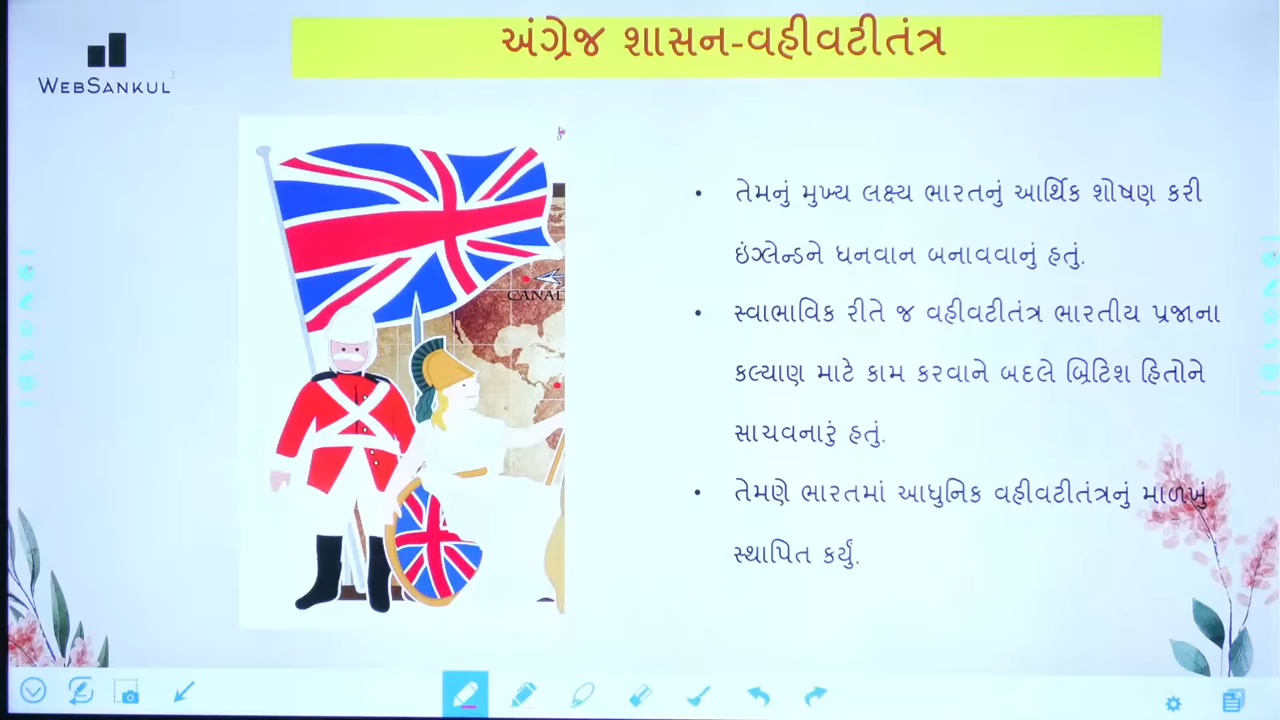 WEBSANKUL
અંગ્રેજ શાસન-વહીવટીતંત્ર
CANAL
• તેમનું મુખ્ય લક્ષ્ય ભારતનું આર્થિક શોષણ કરી
ઇંગ્લેન્ડને ધનવાન બનાવવાનું હતું.
• સ્વાભાવિક રીતે જ વહીવટીતંત્ર ભારતીય પ્રજાના
કલ્યાણ માટે કામ કરવાને બદલે બ્રિટિશ હિતોને
સાચવનારું હતું.
• તેમણે ભારતમાં આધુનિક વહીવટીતંત્રનું માળખું
સ્થાપિત કર્યું.